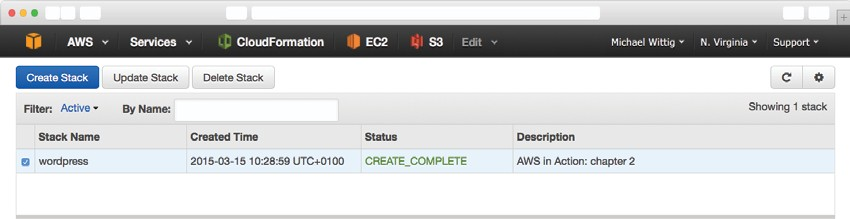 AWS Services CloudFormation EC2 S3 Edit Michael Wittig N. Virginia Support
Create Stack Update Stack Delete Stack
Filter: Active By Name: Showing 1 stack
Stack Name Created Time Status Description
wordpress 2015-03-15 10:28:59 UTC+0100 CREATE_COMPLETE AWS in Action: chapter 2